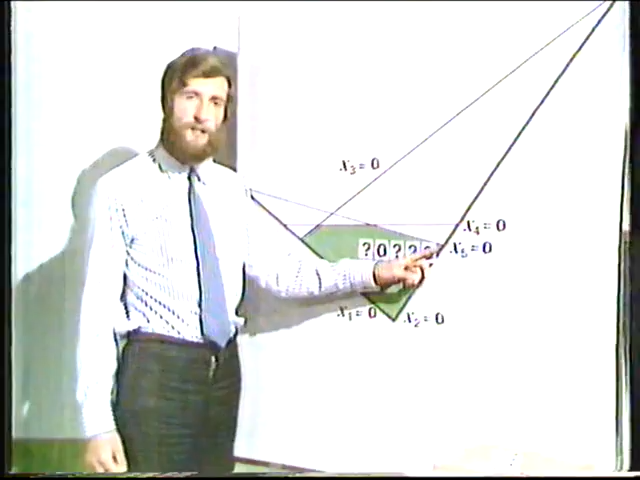 X₃ = 0
X₄ = 0
? 0 ? ? ?
X₅ = 0
X₁ = 0
X₂ = 0